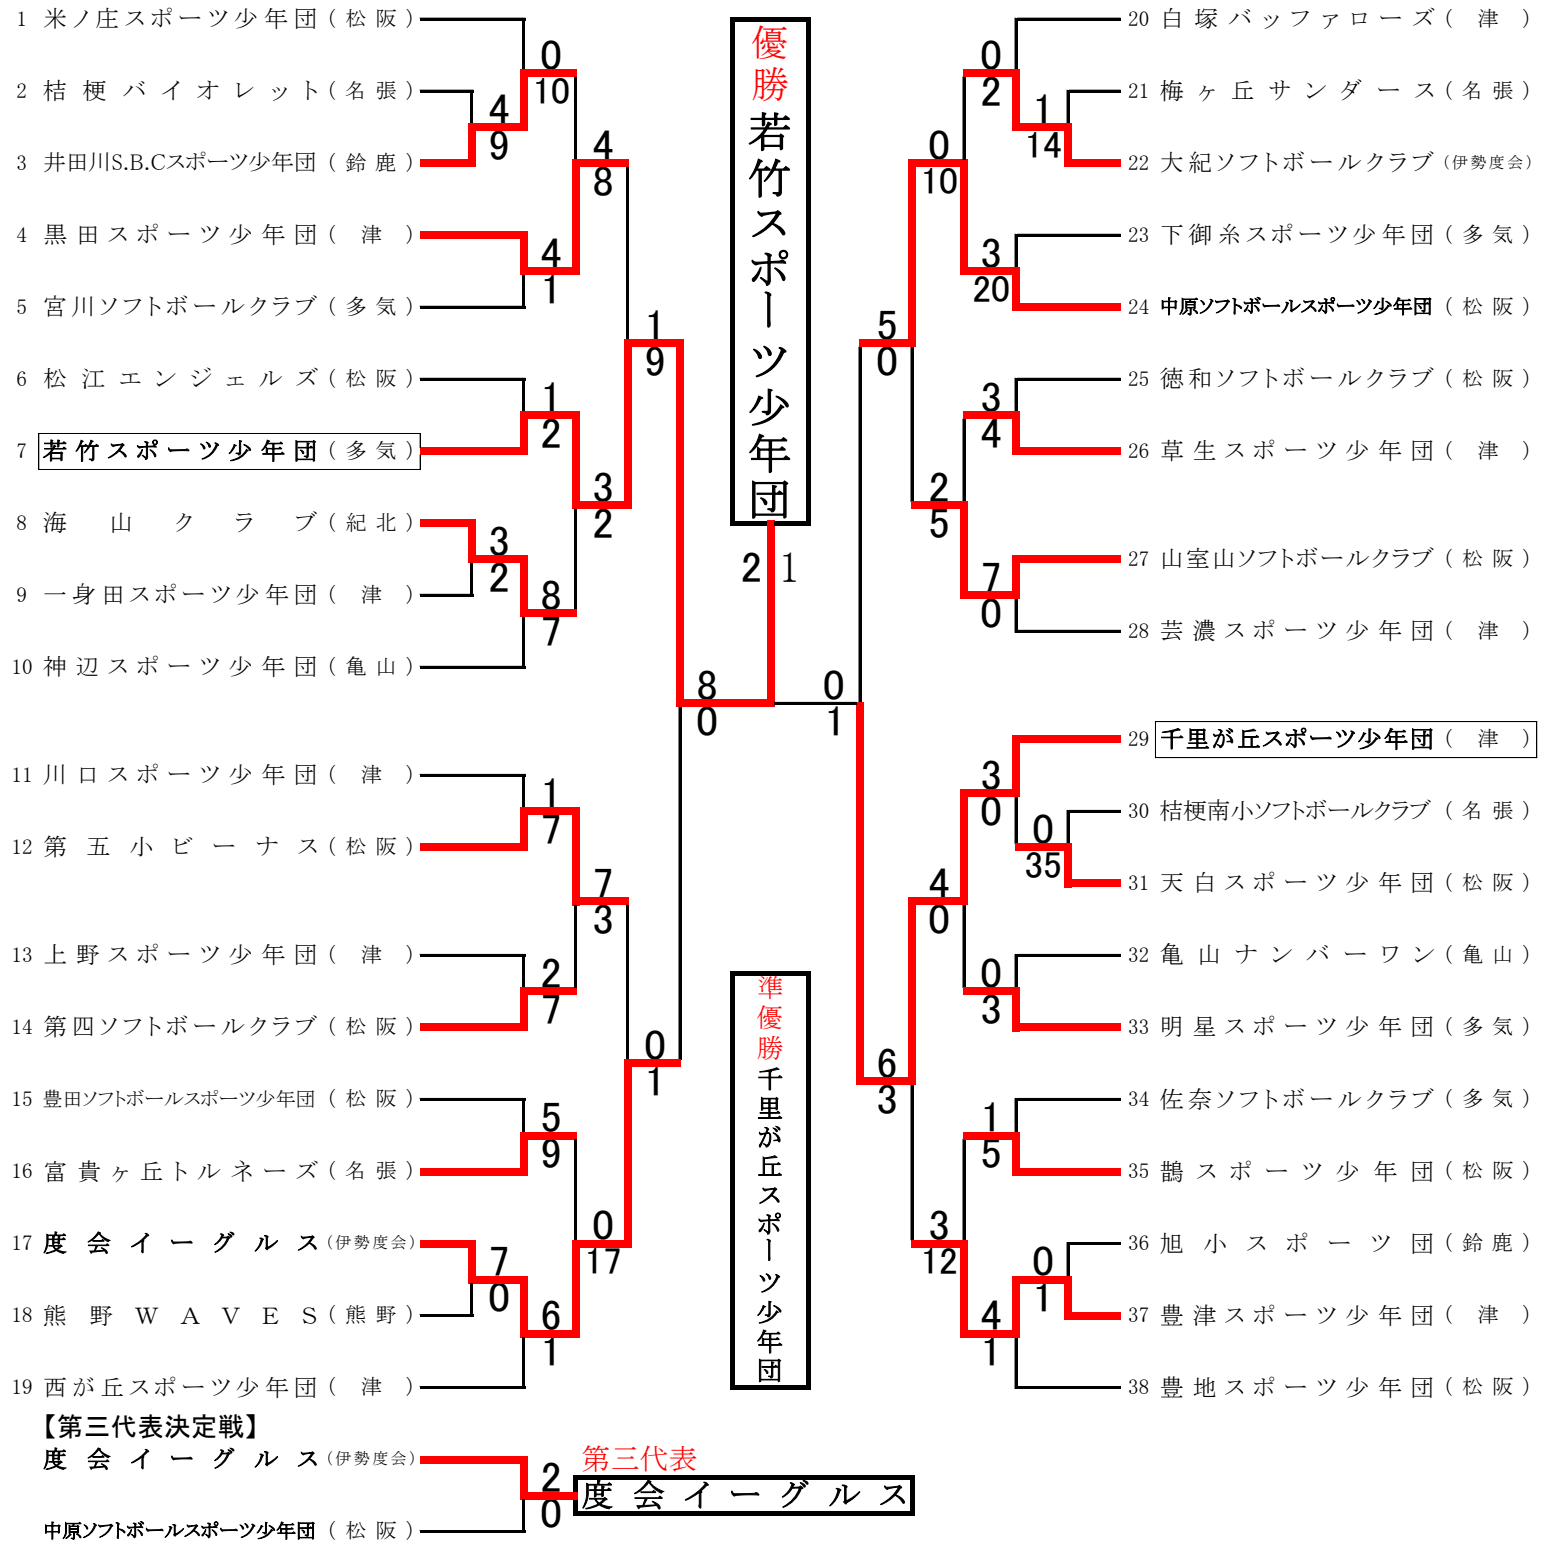 1 米ノ庄スポーツ少年団(松阪)
2 桔梗バイオレット(名張)
3 井田川S.B.Cスポーツ少年団(鈴鹿)
4 黒田スポーツ少年団(津)
5 宮川ソフトボールクラブ(多気)
6 松江エンジェルズ(松阪)
7 若竹スポーツ少年団(多気)
8 海山クラブ(紀北)
9 一身田スポーツ少年団(津)
10 神辺スポーツ少年団(亀山)
11 川口スポーツ少年団(津)
12 第五小ビーナス(松阪)
13 上野スポーツ少年団(津)
14 第四ソフトボールクラブ(松阪)
15 豊田ソフトボールスポーツ少年団(松阪)
16 富貴ヶ丘トルネーズ(名張)
17 度会イーグルス(伊勢度会)
18 熊野WAVES(熊野)
19 西が丘スポーツ少年団(津)
0
10
4
9
4
8
4
1
1
9
1
2
3
2
3
2
8
7
8
0
1
7
7
3
2
7
0
1
5
9
0
17
7
0
6
1
優勝 若竹スポーツ少年団
2 1
準優勝 千里が丘スポーツ少年団
0
2
1
14
0
10
3
20
5
0
3
4
2
5
7
0
0
1
3
0
0
35
4
0
0
3
6
3
1
5
3
12
0
1
4
1
20 白塚バッファローズ(津)
21 梅ヶ丘サンダース(名張)
22 大紀ソフトボールクラブ(伊勢度会)
23 下御糸スポーツ少年団(多気)
24 中原ソフトボールスポーツ少年団(松阪)
25 徳和ソフトボールクラブ(松阪)
26 草生スポーツ少年団(津)
27 山室山ソフトボールクラブ(松阪)
28 芸濃スポーツ少年団(津)
29 千里が丘スポーツ少年団(津)
30 桔梗南小ソフトボールクラブ(名張)
31 天白スポーツ少年団(松阪)
32 亀山ナンバーワン(亀山)
33 明星スポーツ少年団(多気)
34 佐奈ソフトボールクラブ(多気)
35 鵲スポーツ少年団(松阪)
36 旭小スポーツ団(鈴鹿)
37 豊津スポーツ少年団(津)
38 豊地スポーツ少年団(松阪)
【第三代表決定戦】
度会イーグルス(伊勢度会)
中原ソフトボールスポーツ少年団(松阪)
2
0
第三代表
度会イーグルス